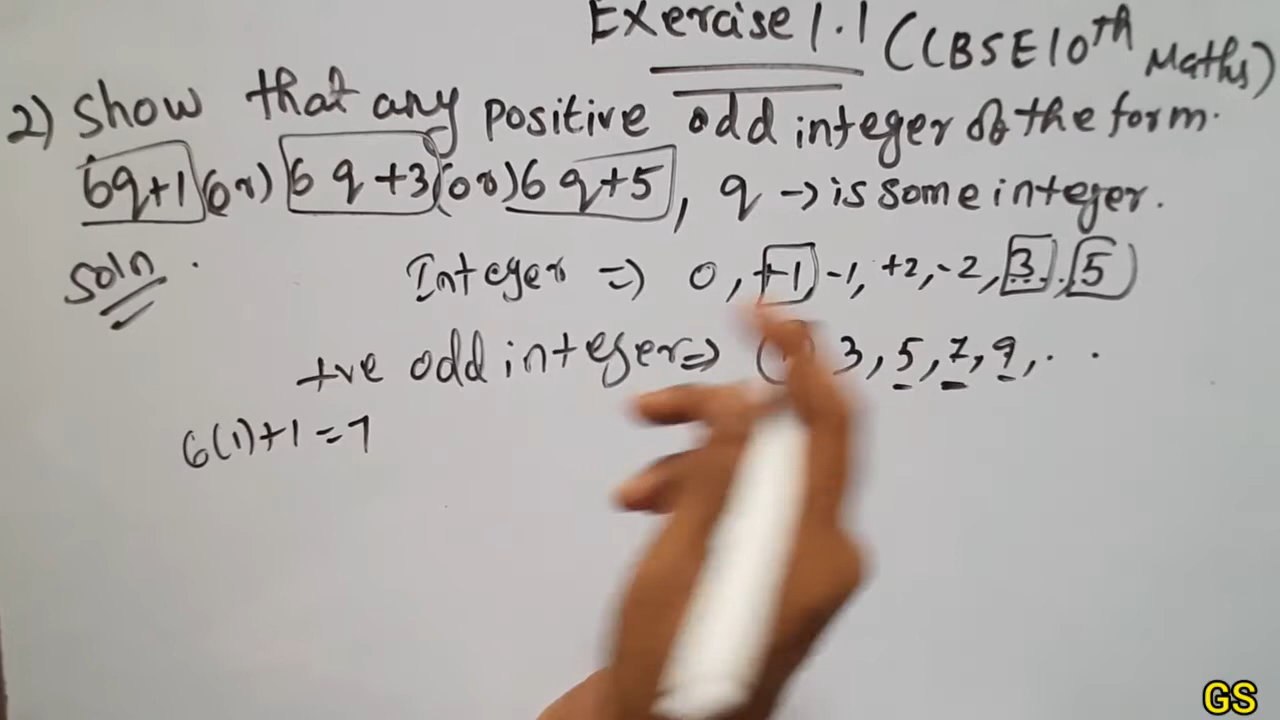 Exercise 1.1 (CBSE 10th Maths)
2) Show that any positive odd integer of the form.
6q+1 (or) 6q+3 (or) 6q+5, q → is some integer.
Soln.
Integer ⇒ 0, +1, -1, +2, -2, 3...., 5)
+ve odd integer ⇒ 3, 5, 7, 9, . .
6(1)+1=7
GS